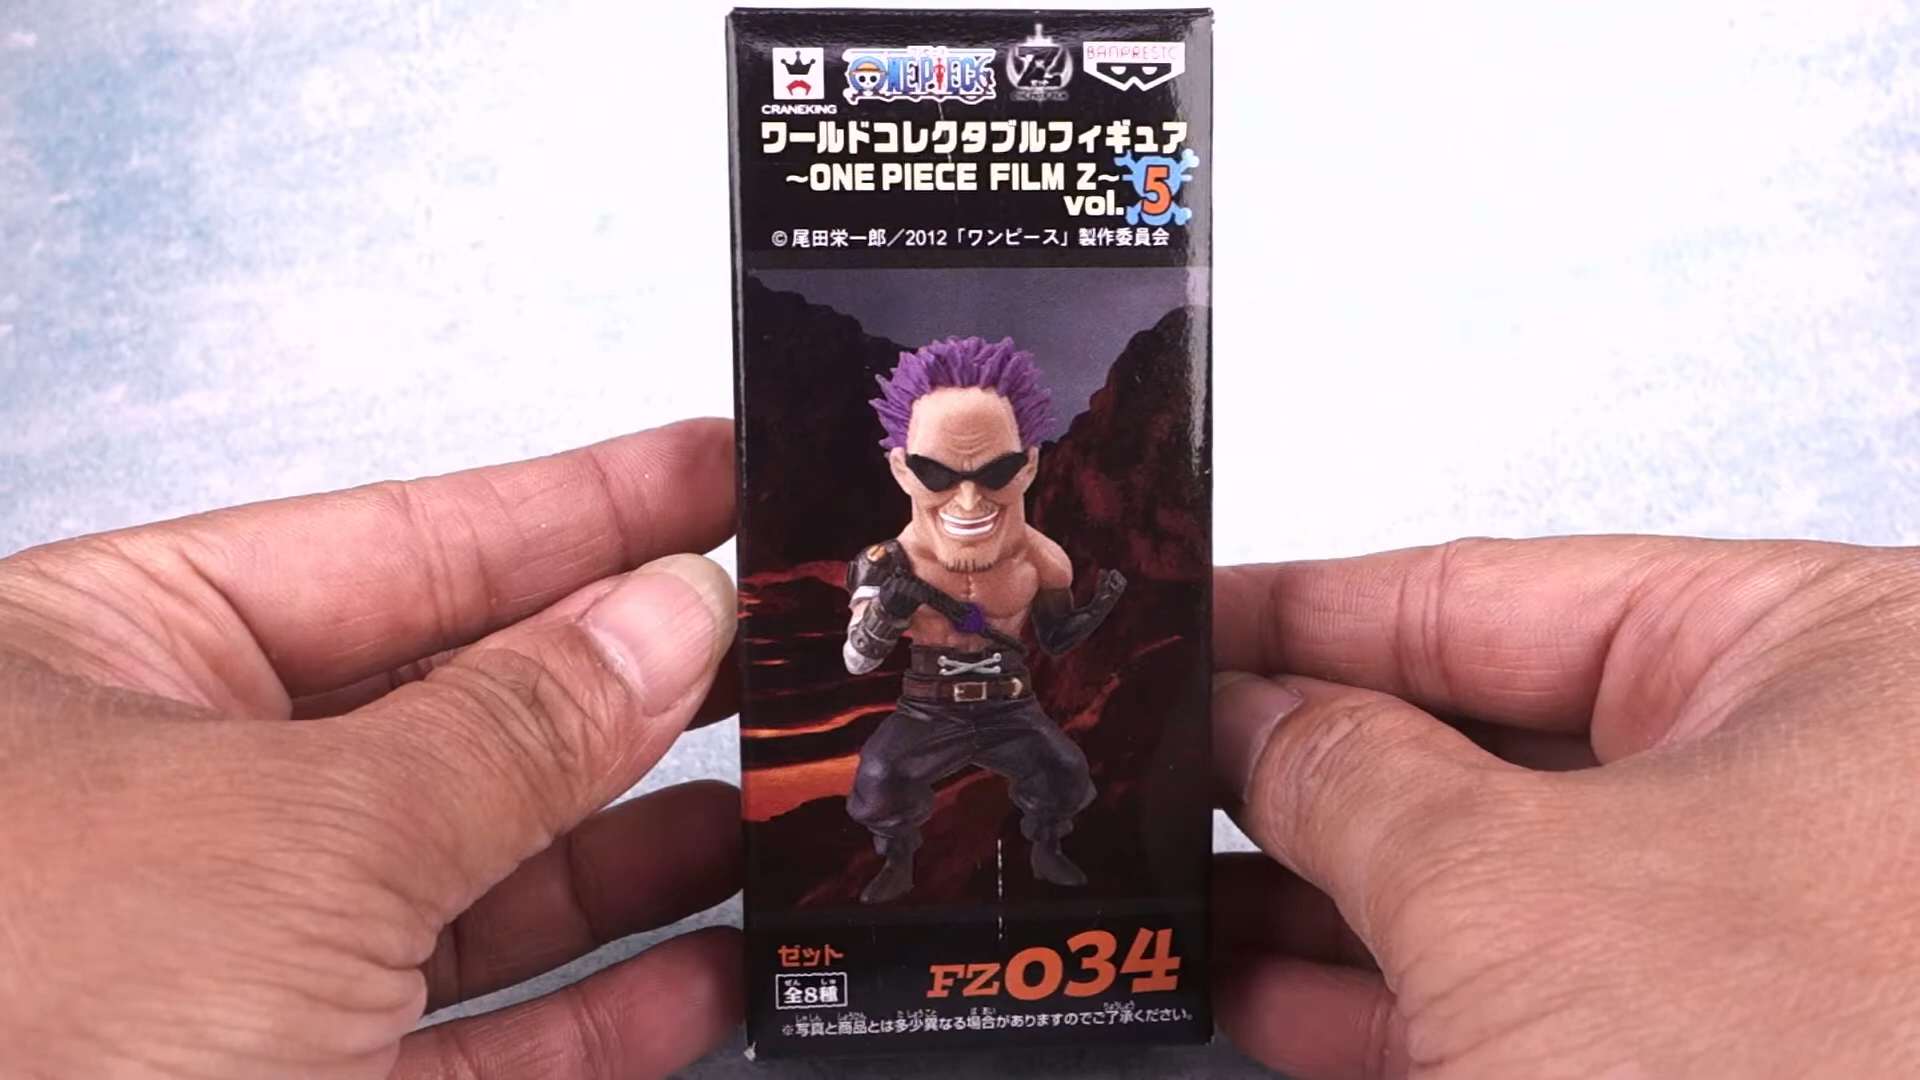 CRANEKING
ONE PIECE
BANPRESTO
ワールドコレクタブルフィギュア
~ONE PIECE FILM Z~
vol.5
© 尾田栄一郎／2012「ワンピース」製作委員会
ゼット
全8種
FZ034
※写真と商品とは多少異なる場合がありますのでご了承ください。